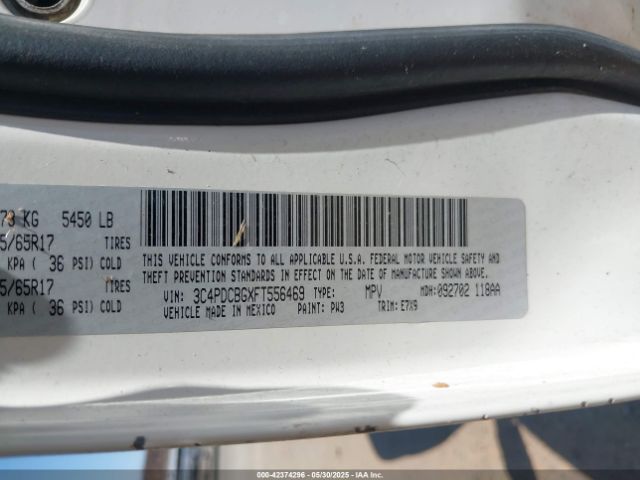 73 KG 5450 LB
5/65R17 TIRES
KPA ( 36 PSI) COLD
5/65R17 TIRES
KPA ( 36 PSI) COLD
THIS VEHICLE CONFORMS TO ALL APPLICABLE U.S.A. FEDERAL MOTOR VEHICLE SAFETY AND
THEFT PREVENTION STANDARDS IN EFFECT ON THE DATE OF MANUFACTURE SHOWN ABOVE.
VIN: 3C4PDCBGXFT556469 TYPE: MPV MDH: 092702 118AA
VEHICLE MADE IN MEXICO PAINT: PW3 TRIM: E7X9
000-42374296 - 05/30/2025 - IAAI Inc.